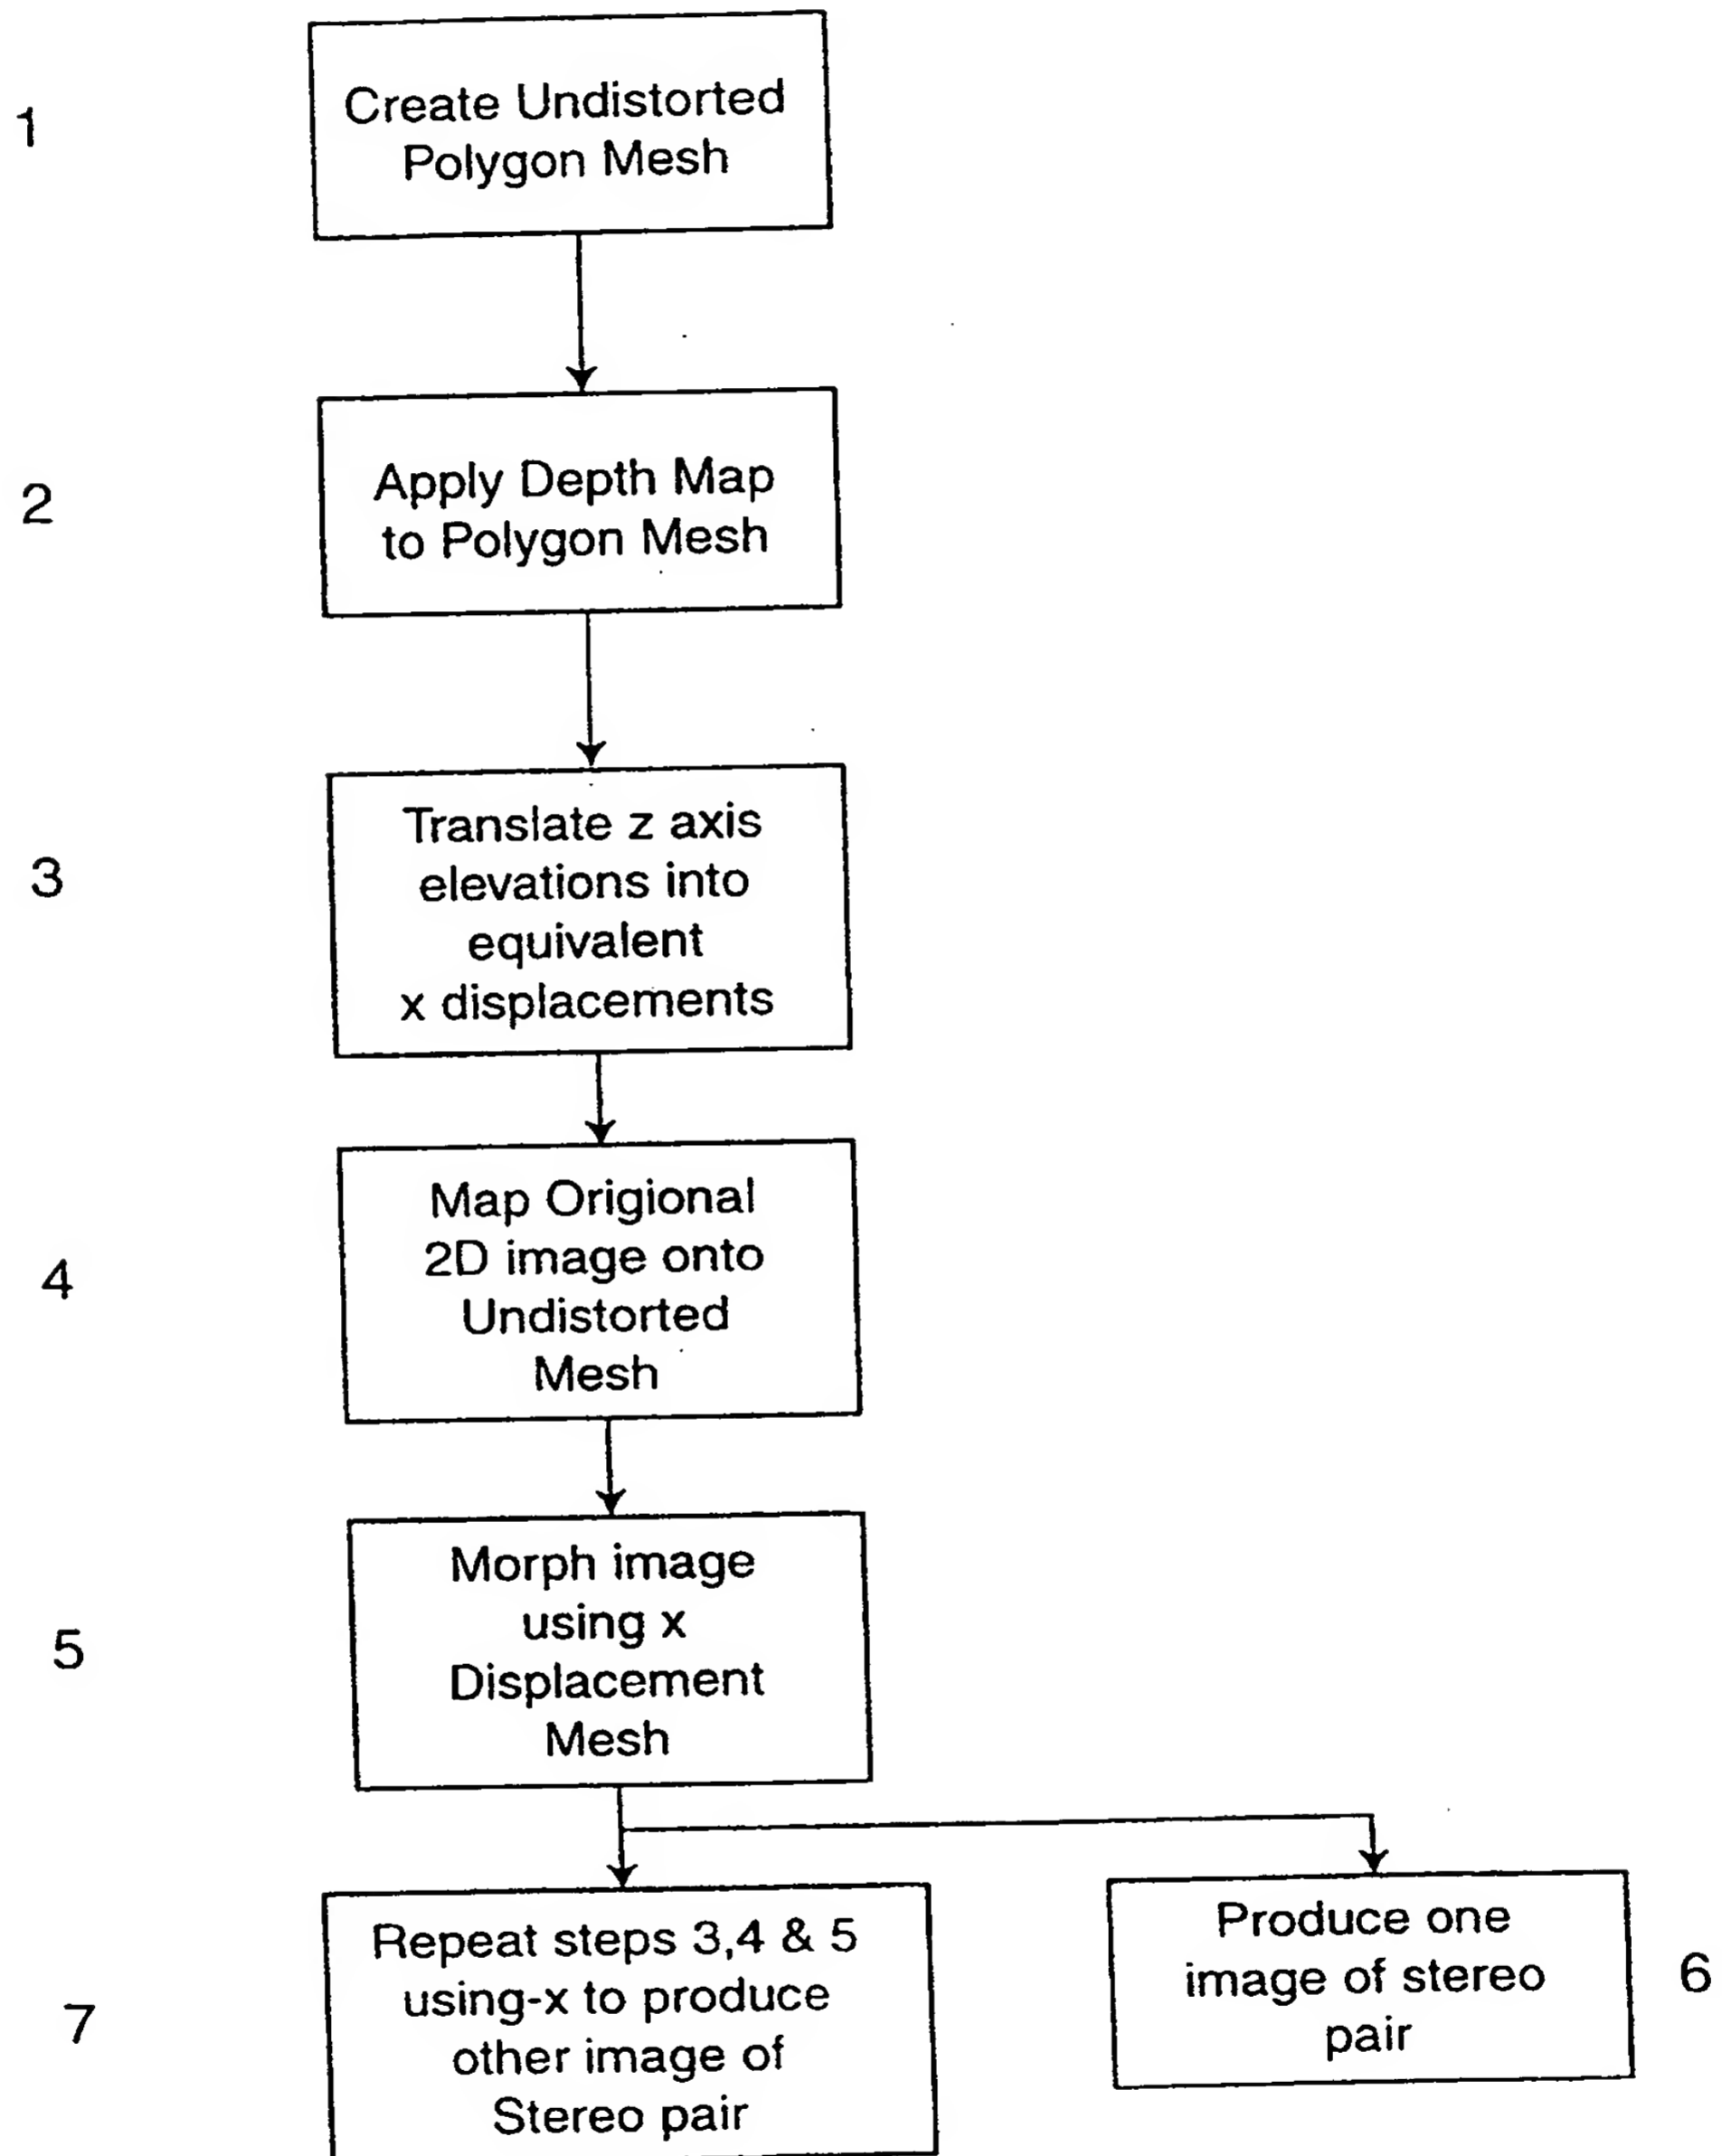 1
Create Undistorted
Polygon Mesh
2
Apply Depth Map
to Polygon Mesh
3
Translate z axis
elevations into
equivalent
x displacements
4
Map Origional
2D image onto
Undistorted
Mesh
5
Morph image
using x
Displacement
Mesh
7
Repeat steps 3,4 & 5
using-x to produce
other image of
Stereo pair
Produce one
image of stereo
pair
6